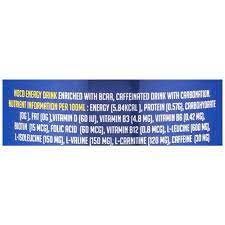 NOCO ENERGY DRINK ENRICHED WITH BCAA, CAFFEINATED DRINK WITH CARBONATION.
NUTRIENT INFORMATION PER 100ML : ENERGY (5.84KCAL), PROTEIN (0.57G), CARBOHYDRATE
(0G), FAT (0G), VITAMIN D (60 IU), VITAMIN B3 (4.8 MG), VITAMIN B6 (0.42 MG),
BIOTIN (15 MCG), FOLIC ACID (60 MCG), VITAMIN B12 (0.8 MCG), L-LEUCINE (600 MG),
L-ISOLEUCINE (150 MG), L-VALINE (150 MG), L-CARNITINE (120 MG), CAFFEINE (30 MG)